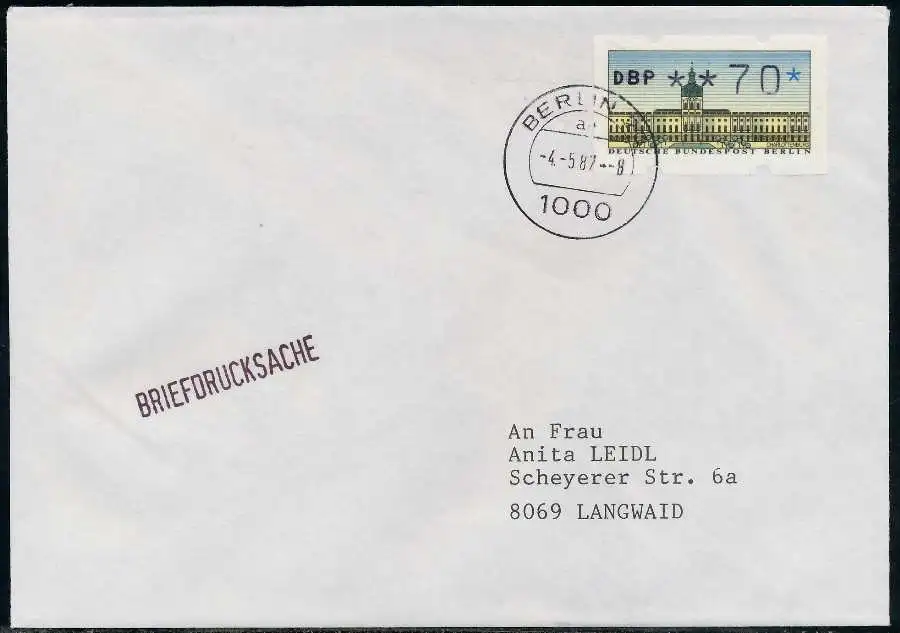 DBP ** 70*
DEUTSCHE BUNDESPOST BERLIN
BERLIN
-4.-5.87--8
1000
BRIEFDRUCKSACHE
An Frau
Anita LEIDL
Scheyerer Str. 6a
8069 LANGWAID